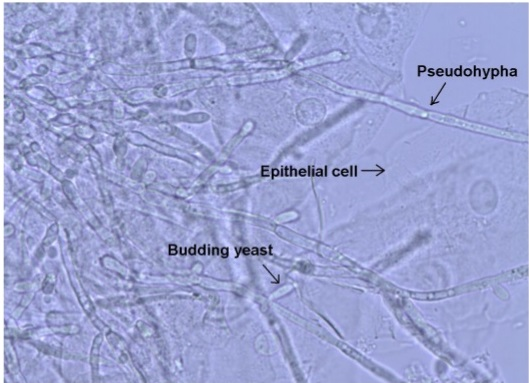 Pseudohypha
Epithelial cell
Budding yeast